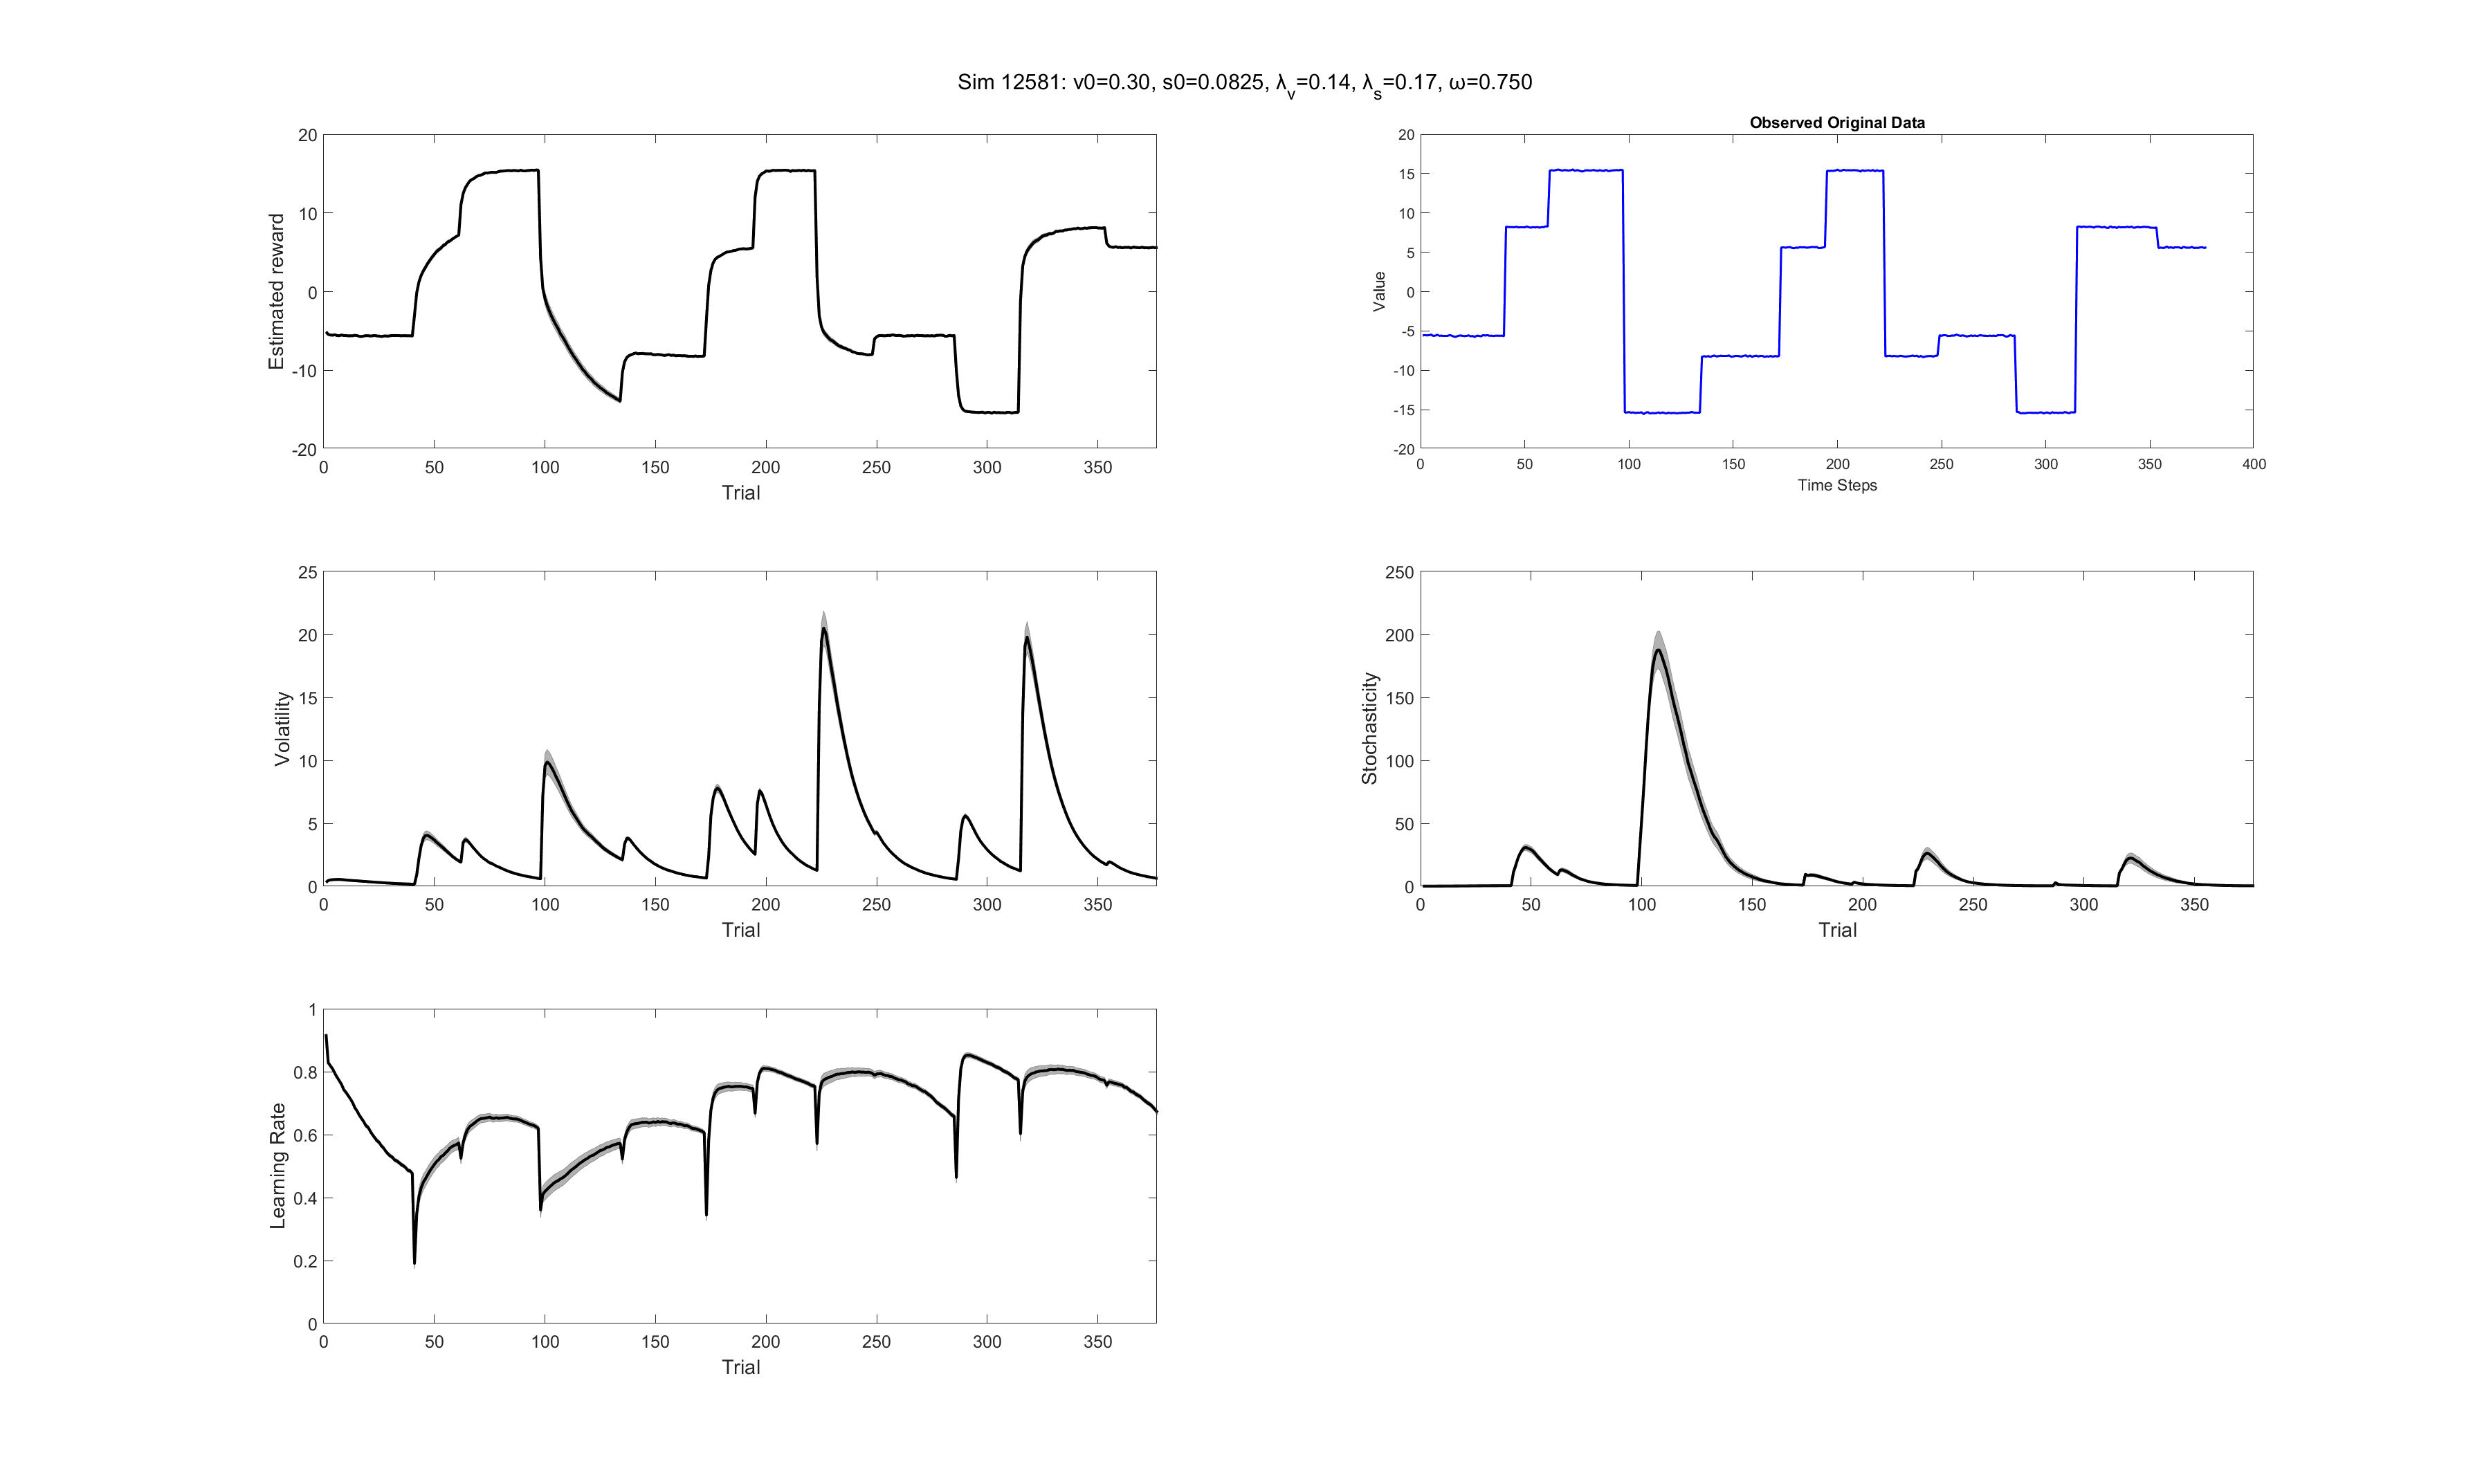 Sim 12581: v0=0.30, s0=0.0825, λv=0.14, λs=0.17, ω=0.750
20
10
0
-10
-20
Estimated reward
0 50 100 150 200 250 300 350
Trial
Observed Original Data
20
15
10
5
0
-5
-10
-15
-20
Value
0 50 100 150 200 250 300 350 400
Time Steps
25
20
15
10
5
0
Volatility
0 50 100 150 200 250 300 350
Trial
250
200
150
100
50
0
Stochasticity
0 50 100 150 200 250 300 350
Trial
1
0.8
0.6
0.4
0.2
0
Learning Rate
0 50 100 150 200 250 300 350
Trial